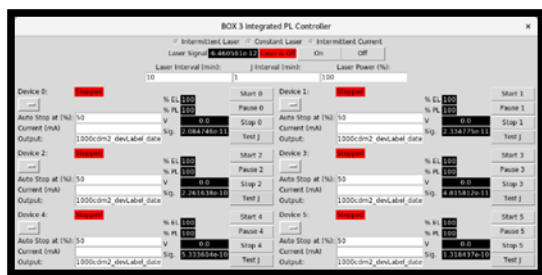 BOX 3 Integrated PL Controller
Intermittent Laser Constant Laser Intermittent Current
Laser Signal 6.460561e-12 Laser is Off On Off
Laser Interval (min): J Interval (min): Laser Power (%):
10 1 100
Device 0: Stopped % EL 100 Start 0
% PL 100 Pause 0
Auto Stop at (%): 50 V 0.0 Stop 0
Current (mA) Sig. Test J
Output: 1000cdm2_devLabel_date
Device 1: Stopped % EL 100 Start 1
% PL 100 Pause 1
Auto Stop at (%): 50 V 0.0 Stop 1
Current (mA) Sig. 2.334775e-11 Test J
Output: 1000cdm2_devLabel_date
Device 2: Stopped % EL 100 Start 2
% PL 100 Pause 2
Auto Stop at (%): 50 V 0.0 Stop 2
Current (mA) Sig. 2.261638e-10 Test J
Output: 1000cdm2_devLabel_date
Device 3: Stopped % EL 100 Start 3
% PL 100 Pause 3
Auto Stop at (%): 50 V 0.0 Stop 3
Current (mA) Sig. 4.815812e-11 Test J
Output: 1000cdm2_devLabel_date
Device 4: Stopped % EL 100 Start 4
% PL 100 Pause 4
Auto Stop at (%): 50 V 0.0 Stop 4
Current (mA) Sig. 5.333604e-10 Test J
Output: 1000cdm2_devLabel_date
Device 5: Stopped % EL 100 Start 5
% PL 100 Pause 5
Auto Stop at (%): 50 V 0.0 Stop 5
Current (mA) Sig. 1.318437e-10 Test J
Output: 1000cdm2_devLabel_date